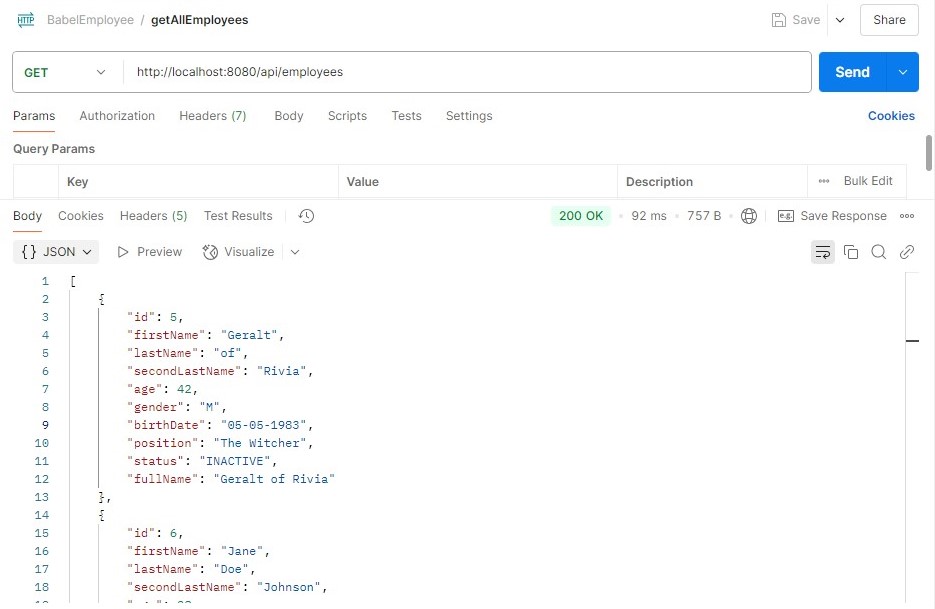 HTTP BabelEmployee / getAllEmployees Save Share
GET http://localhost:8080/api/employees Send
Params Authorization Headers (7) Body Scripts Tests Settings Cookies
Query Params
Key Value Description ••• Bulk Edit
Body Cookies Headers (5) Test Results 200 OK • 92 ms • 757 B • e.g. Save Response •••
{} JSON Preview Visualize
1 [
2 {
3 "id": 5,
4 "firstName": "Geralt",
5 "lastName": "of",
6 "secondLastName": "Rivia",
7 "age": 42,
8 "gender": "M",
9 "birthDate": "05-05-1983",
10 "position": "The Witcher",
11 "status": "INACTIVE",
12 "fullName": "Geralt of Rivia"
13 },
14 {
15 "id": 6,
16 "firstName": "Jane",
17 "lastName": "Doe",
18 "secondLastName": "Johnson",